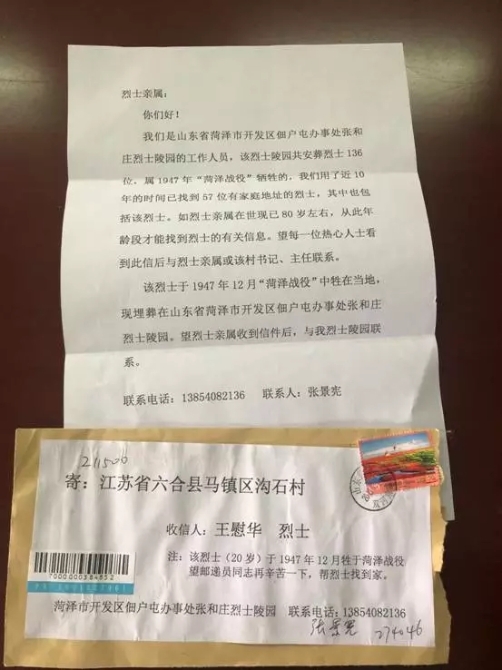 烈士亲属：
你们好！
我们是山东省菏泽市开发区佃户屯办事处张和
庄烈士陵园的工作人员，该烈士陵园共安葬烈士136
位，属1947年“菏泽战役”牺牲的，我们用了近10
年的时间已找到57位有家庭地址的烈士，其中也包
括该烈士。如烈士亲属在世现已80岁左右，从此年
龄段才能找到烈士的有关信息。望每一位热心人士看
到此信后与烈士亲属或该村书记、主任联系。
该烈士于1947年12月“菏泽战役”中牲在当地，
现埋葬在山东省菏泽市开发区佃户屯办事处张和庄
烈士陵园。望烈士亲属收到信件后，与我烈士陵园联
系。
联系电话：13854082136 联系人：张景宪
211500
寄：江苏省六合县马镇区沟石村
收信人：王慰华 烈士
注：该烈士（20岁）于1947年12月牲于菏泽战役
望邮递员同志再辛苦一下，帮烈士找到家。
菏泽市开发区佃户屯办事处张和庄烈士陵园 联系电话：13854082136
张景宪 274046